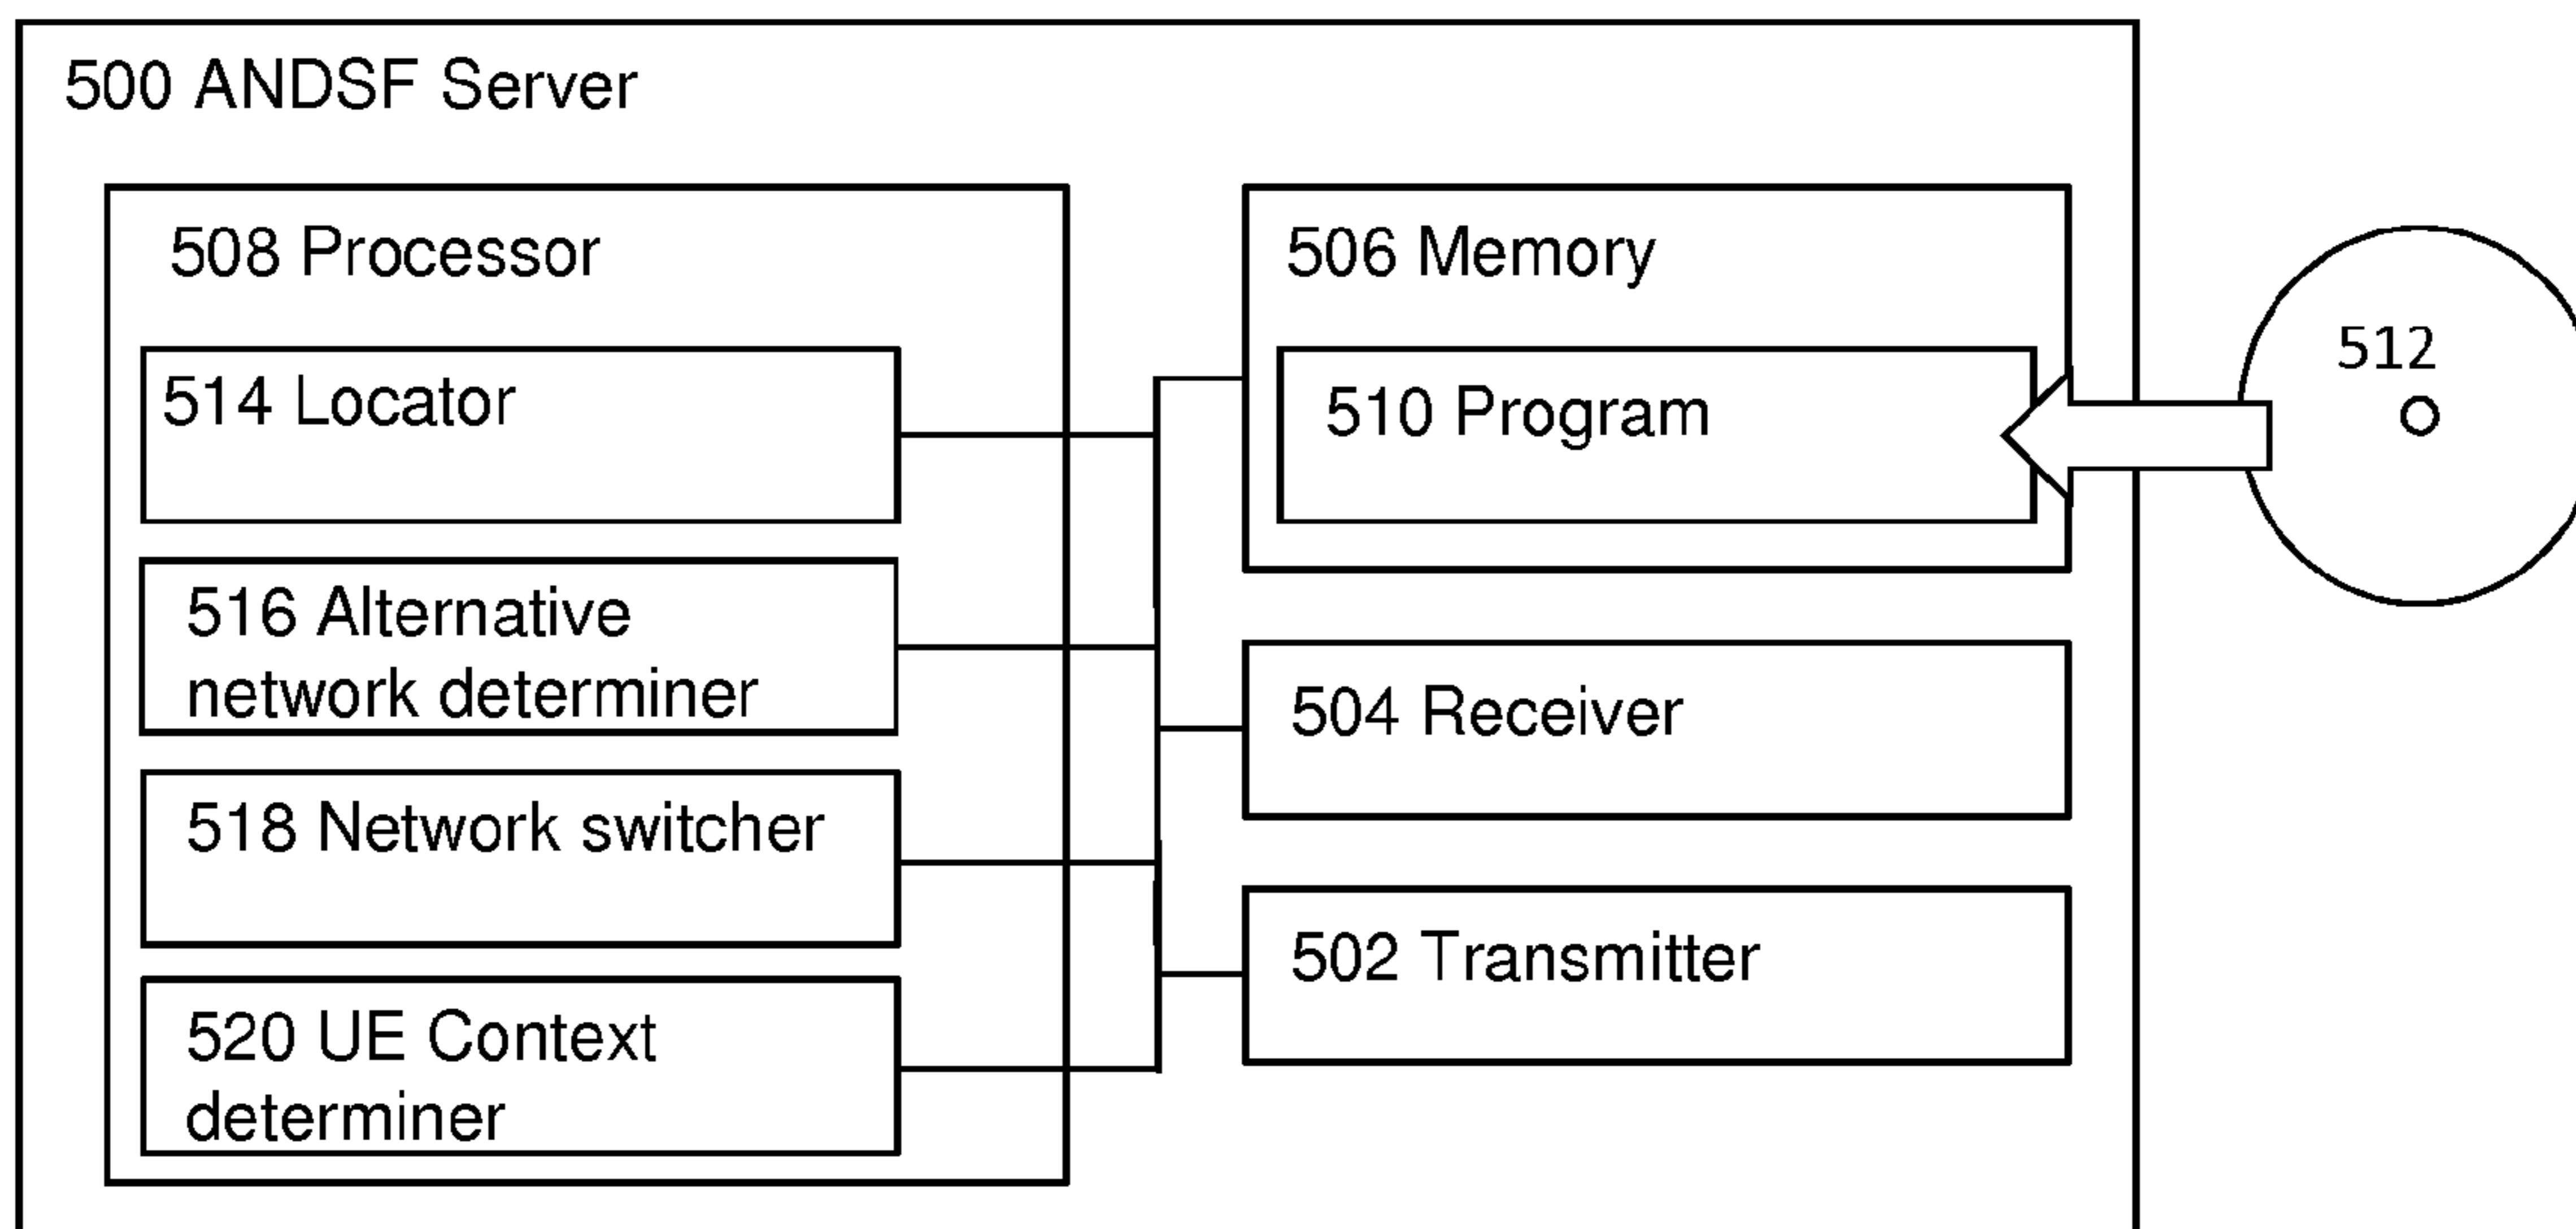 500 ANDSF Server
508 Processor
514 Locator
516 Alternative
network determiner
518 Network switcher
520 UE Context
determiner
506 Memory
510 Program
504 Receiver
502 Transmitter
512